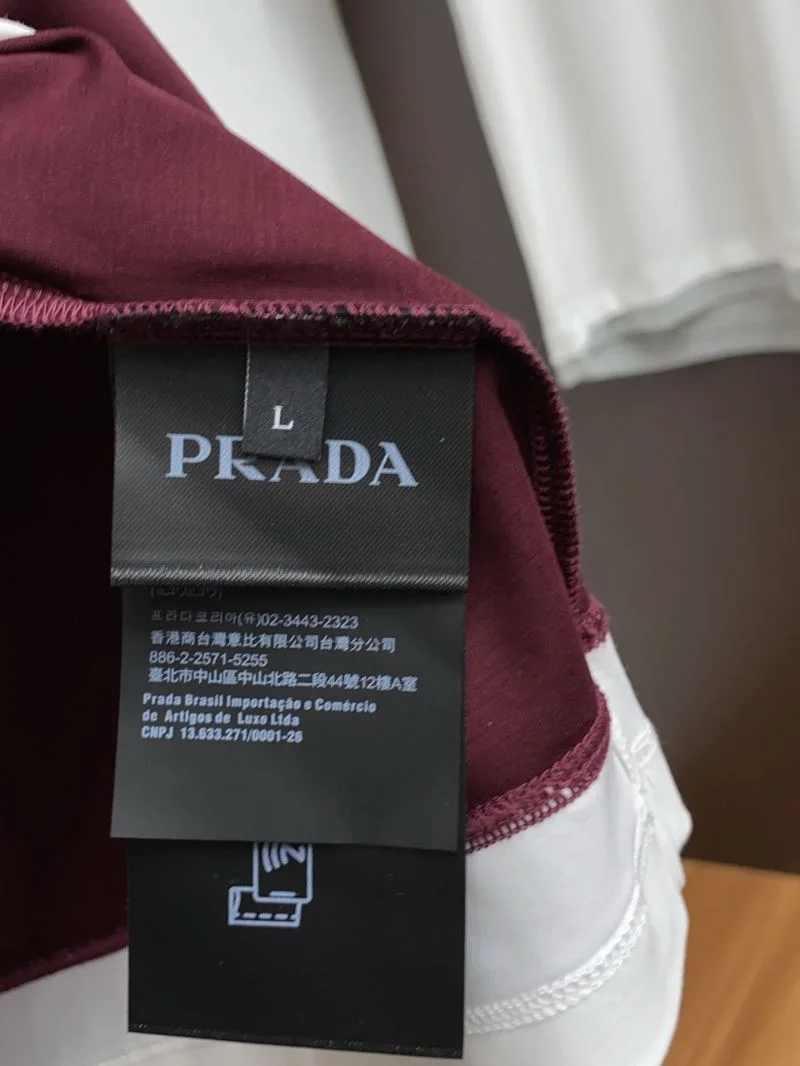 L
PRADA
프라다코리아(유)02-3443-2323
香港商台灣意比有限公司台灣分公司
886-2-2571-5255
臺北市中山區中山北路二段44號12樓A室
Prada Brasil Importação e Comércio
de Artigos de Luxo Ltda
CNPJ 13.633.271/0001-26